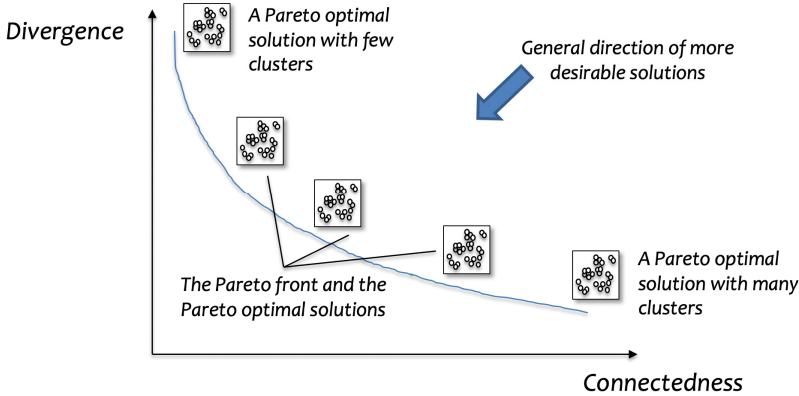 Divergence
A Pareto optimal
solution with few
clusters
General direction of more
desirable solutions
The Pareto front and the
Pareto optimal solutions
A Pareto optimal
solution with many
clusters
Connectedness